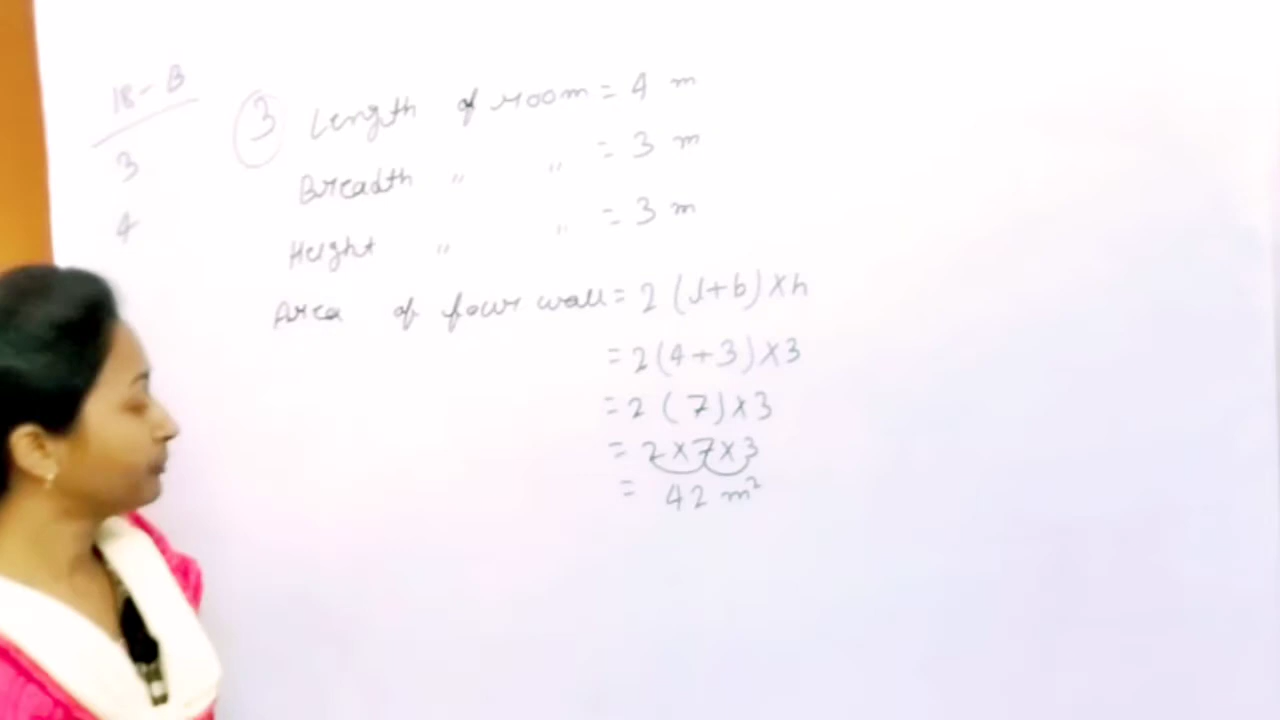 18-B
3
4
3 Length of room = 4 m
Breadth " " = 3 m
Height " " = 3 m
Area of four wall = 2 (l+b) × h
= 2 (4+3) × 3
= 2 (7) × 3
= 2 × 7 × 3
= 42 m²